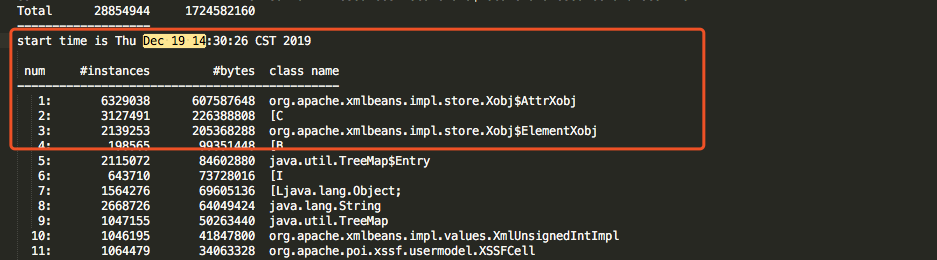 Total 28854944 1724582160
start time is Thu Dec 19 14:30:26 CST 2019
num #instances #bytes class name
----------------------------------------------
1: 6329038 607587648 org.apache.xmlbeans.impl.store.Xobj$AttrXobj
2: 3127491 226388808 [C
3: 2139253 205368288 org.apache.xmlbeans.impl.store.Xobj$ElementXobj
4: 198565 99351448 [B
5: 2115072 84602880 java.util.TreeMap$Entry
6: 643710 73728016 [I
7: 1564276 69605136 [Ljava.lang.Object;
8: 2668726 64049424 java.lang.String
9: 1047155 50263440 java.util.TreeMap
10: 1046195 41847800 org.apache.xmlbeans.impl.values.XmlUnsignedIntImpl
11: 1064479 34063328 org.apache.poi.xssf.usermodel.XSSFCell